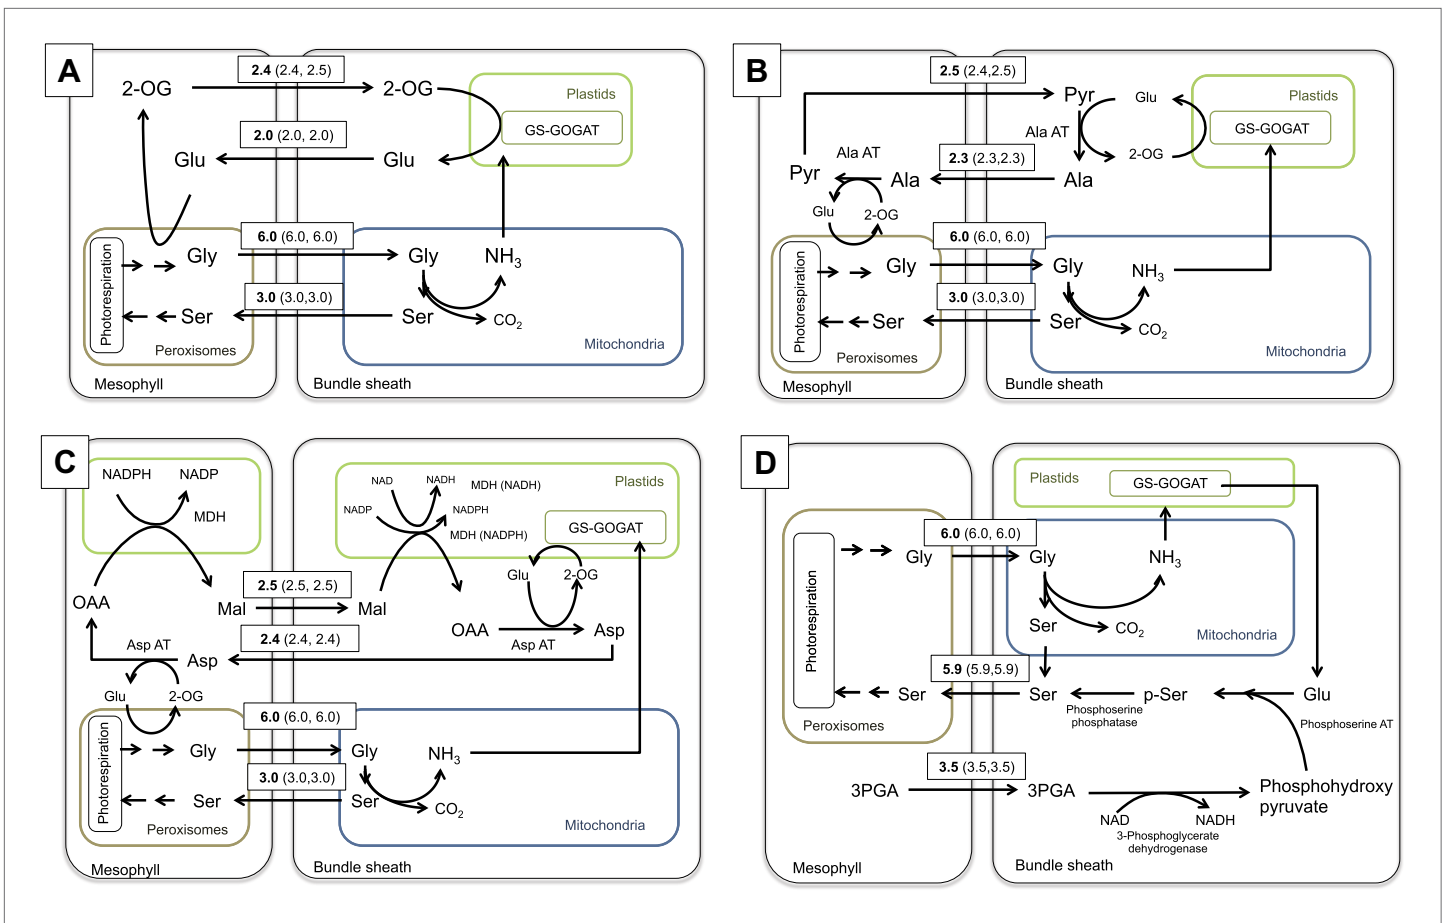 A
2.4 (2.4, 2.5)
2-OG
2-OG
Plastids
GS-GOGAT
2.0 (2.0, 2.0)
Glu
Glu
6.0 (6.0, 6.0)
Photorespiration
Gly
Gly
NH3
3.0 (3.0,3.0)
Ser
Ser
CO2
Peroxisomes
Mitochondria
Mesophyll
Bundle sheath
B
2.5 (2.4,2.5)
Pyr
Glu
Plastids
Ala AT
GS-GOGAT
Ala AT
2.3 (2.3,2.3)
2-OG
Pyr
Ala
Ala
Glu
2-OG
6.0 (6.0, 6.0)
Photorespiration
Gly
Gly
NH3
3.0 (3.0,3.0)
Ser
Ser
CO2
Peroxisomes
Mitochondria
Mesophyll
Bundle sheath
C
NADPH
NADP
MDH
NAD
NADH
MDH (NADH)
Plastids
NADP
NADPH
MDH (NADPH)
GS-GOGAT
Glu
2-OG
OAA
2.5 (2.5, 2.5)
Mal
Mal
OAA
Asp
Asp AT
2.4 (2.4, 2.4)
Asp AT
Asp
Glu
2-OG
6.0 (6.0, 6.0)
Photorespiration
Gly
Gly
NH3
3.0 (3.0,3.0)
Ser
Ser
CO2
Peroxisomes
Mitochondria
Mesophyll
Bundle sheath
D
Plastids
GS-GOGAT
6.0 (6.0, 6.0)
Photorespiration
Gly
Gly
NH3
Ser
CO2
Mitochondria
5.9 (5.9,5.9)
Ser
Ser
p-Ser
Glu
Phosphoserine
phosphatase
Phosphoserine AT
Peroxisomes
3.5 (3.5,3.5)
3PGA
3PGA
Phosphohydroxy
pyruvate
NAD
NADH
3-Phosphoglycerate
dehydrogenase
Mesophyll
Bundle sheath